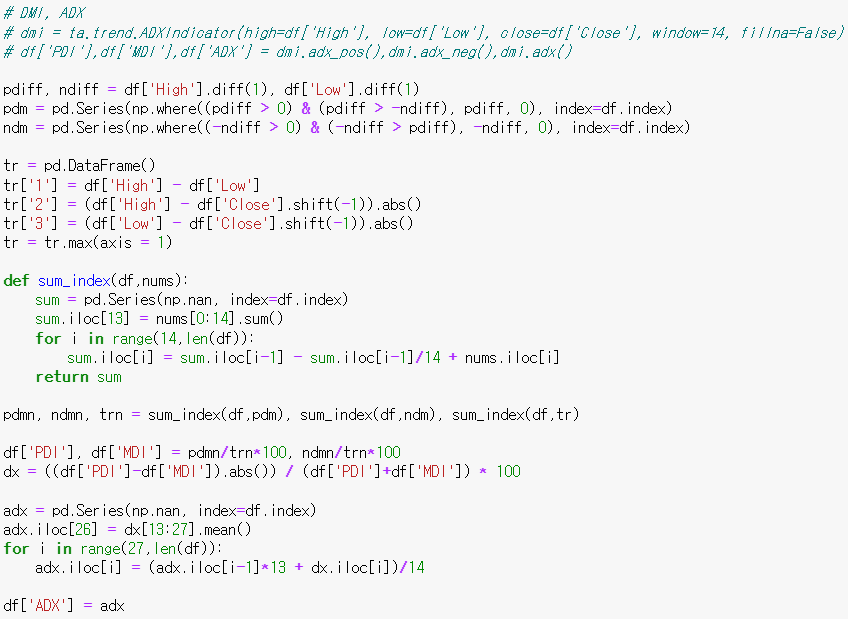 # DMI, ADX
# dmi = ta.trend.ADXIndicator(high=df['High'], low=df['Low'], close=df['Close'], window=14, fillna=False)
# df['PDI'],df['MDI'],df['ADX'] = dmi.adx_pos(),dmi.adx_neg(),dmi.adx()

pdiff, ndiff = df['High'].diff(1), df['Low'].diff(1)
pdm = pd.Series(np.where((pdiff > 0) & (pdiff > -ndiff), pdiff, 0), index=df.index)
ndm = pd.Series(np.where((-ndiff > 0) & (-ndiff > pdiff), -ndiff, 0), index=df.index)

tr = pd.DataFrame()
tr['1'] = df['High'] - df['Low']
tr['2'] = (df['High'] - df['Close'].shift(-1)).abs()
tr['3'] = (df['Low'] - df['Close'].shift(-1)).abs()
tr = tr.max(axis = 1)

def sum_index(df,nums):
    sum = pd.Series(np.nan, index=df.index)
    sum.iloc[13] = nums[0:14].sum()
    for i in range(14,len(df)):
        sum.iloc[i] = sum.iloc[i-1] - sum.iloc[i-1]/14 + nums.iloc[i]
    return sum

pdmn, ndmn, trn = sum_index(df,pdm), sum_index(df,ndm), sum_index(df,tr)

df['PDI'], df['MDI'] = pdmn/trn*100, ndmn/trn*100
dx = ((df['PDI']-df['MDI']).abs()) / (df['PDI']+df['MDI']) * 100

adx = pd.Series(np.nan, index=df.index)
adx.iloc[26] = dx[13:27].mean()
for i in range(27,len(df)):
    adx.iloc[i] = (adx.iloc[i-1]*13 + dx.iloc[i])/14

df['ADX'] = adx